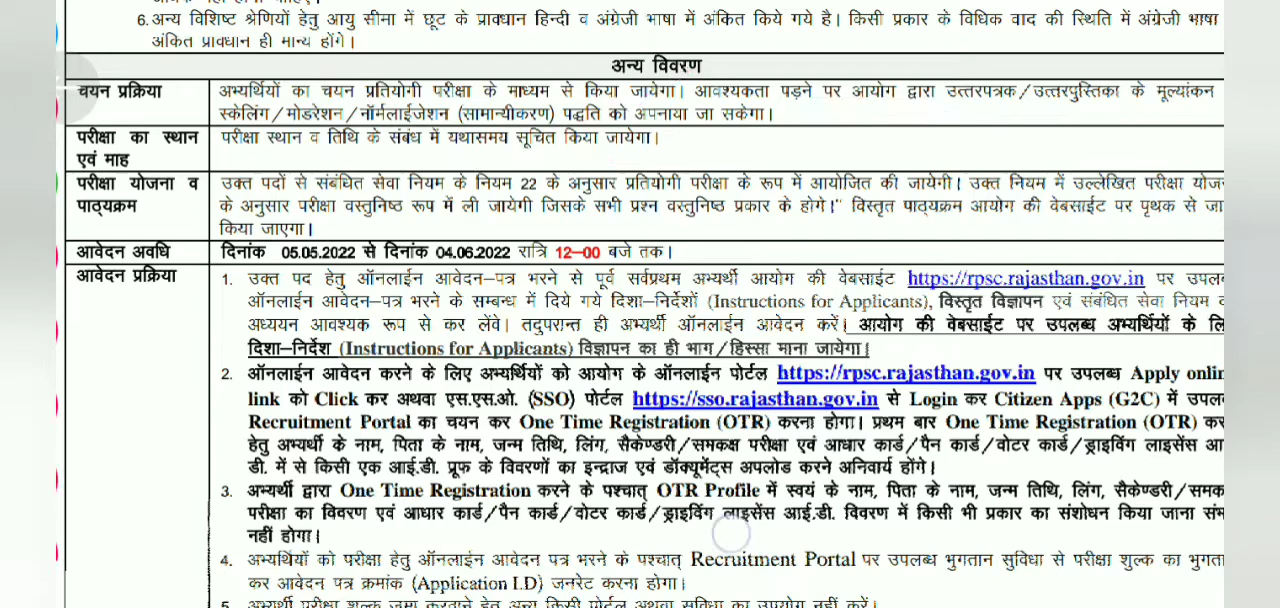 6. अन्य विशिष्ट श्रेणियों हेतु आयु सीमा में छूट के प्रावधान हिन्दी व अंग्रेजी भाषा में अंकित किये गये है। किसी प्रकार के विधिक वाद की स्थिति में अंग्रेजी भाषा
अंकित प्रावधान ही मान्य होंगे।
अन्य विवरण
चयन प्रक्रिया
अभ्यर्थियों का चयन प्रतियोगी परीक्षा के माध्यम से किया जायेगा। आवश्यकता पड़ने पर आयोग द्वारा उत्तरपत्रक/उत्तरपुस्तिका के मूल्यांकन
स्केलिंग/मोडरेशन/नॉर्मलाईजेशन (सामान्यीकरण) पद्धति को अपनाया जा सकेगा।
परीक्षा का स्थान
एवं माह
परीक्षा स्थान व तिथि के संबंध में यथासमय सूचित किया जायेगा।
परीक्षा योजना व
पाठ्यक्रम
उक्त पदों से संबंधित सेवा नियम के नियम 22 के अनुसार प्रतियोगी परीक्षा के रूप में आयोजित की जायेगी। उक्त नियम में उल्लेखित परीक्षा
के अनुसार परीक्षा वस्तुनिष्ठ रूप में ली जायेगी जिसके सभी प्रश्न वस्तुनिष्ठ प्रकार के होगे।" विस्तृत पाठ्यक्रम आयोग की वेबसाईट पर पृथक से
किया जाएगा।
आवेदन अवधि
दिनांक 05.05.2022 से दिनांक 04.06.2022 रात्रि 12–00 बजे तक।
आवेदन प्रक्रिया
1. उक्त पद हेतु ऑनलाईन आवेदन–पत्र भरने से पूर्व सर्वप्रथम अभ्यर्थी आयोग की वेबसाईट https://rpsc.rajasthan.gov.in पर
ऑनलाईन आवेदन–पत्र भरने के सम्बन्ध में दिये गये दिशा–निर्देशों (Instructions for Applicants), विस्तृत विज्ञापन एवं संबंधित सेवा नियम
अध्ययन आवश्यक रूप से कर लेंवे। तदुपरान्त ही अभ्यर्थी ऑनलाईन आवेदन करें। आयोग की वेबसाईट पर उपलब्ध अभ्यर्थियों के
दिशा–निर्देश (Instructions for Applicants) विज्ञापन का ही भाग/हिस्सा माना जायेगा।
2. ऑनलाईन आवेदन करने के लिए अभ्यर्थियों को आयोग के ऑनलाईन पोर्टल https://rpsc.rajasthan.gov.in पर उपलब्ध Apply
link को Click कर अथवा एस.एस.ओ. (SSO) पोर्टल https://sso.rajasthan.gov.in से Login कर Citizen Apps (G2C) में
Recruitment Portal का चयन कर One Time Registration (OTR) करना होगा। प्रथम बार One Time Registration (OTR)
हेतु अभ्यर्थी के नाम, पिता के नाम, जन्म तिथि, लिंग, सैकेण्डरी/समकक्ष परीक्षा एवं आधार कार्ड/पैन कार्ड/वोटर कार्ड/ड्राइविंग लाइसेंस
डी. में से किसी एक आई.डी. प्रूफ के विवरणों का इन्द्राज एवं डॉक्यूमेंट्स अपलोड करने अनिवार्य होंगे।
3. अभ्यर्थी द्वारा One Time Registration करने के पश्चात् OTR Profile में स्वयं के नाम, पिता के नाम, जन्म तिथि, लिंग,
परीक्षा का विवरण एवं आधार कार्ड/पैन कार्ड/वोटर कार्ड/ड्राइविंग लाइसेंस आई.डी. विवरण में किसी भी प्रकार का संशोधन किया जाना
नहीं होगा।
4. अभ्यर्थियों को परीक्षा हेतु ऑनलाईन आवेदन पत्र भरने के पश्चात् Recruitment Portal पर उपलब्ध भुगतान सुविधा से परीक्षा शुल्क का
कर आवेदन पत्र क्रमांक (Application I.D) जनरेट करना होगा।
5. अभ्यर्थी परीक्षा शुल्क जमा करवाने हेतु अन्य किसी पोर्टल अथवा सुविधा का उपयोग नहीं करें।